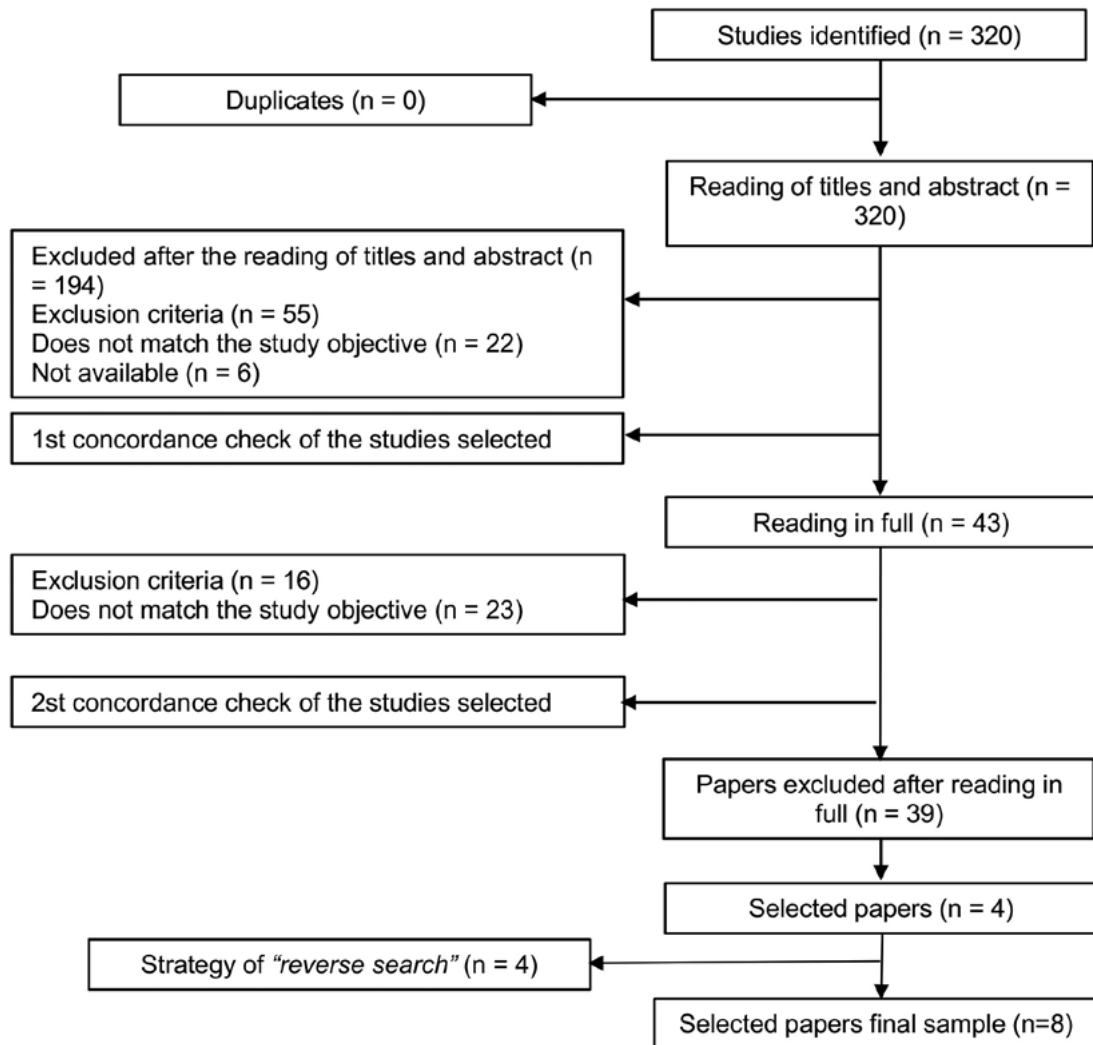 Studies identified (n = 320)
Duplicates (n = 0)
Reading of titles and abstract (n =
320)
Excluded after the reading of titles and abstract (n
= 194)
Exclusion criteria (n = 55)
Does not match the study objective (n = 22)
Not available (n = 6)
1st concordance check of the studies selected
Reading in full (n = 43)
Exclusion criteria (n = 16)
Does not match the study objective (n = 23)
2st concordance check of the studies selected
Papers excluded after reading in
full (n = 39)
Selected papers (n = 4)
Strategy of “reverse search” (n = 4)
Selected papers final sample (n=8)